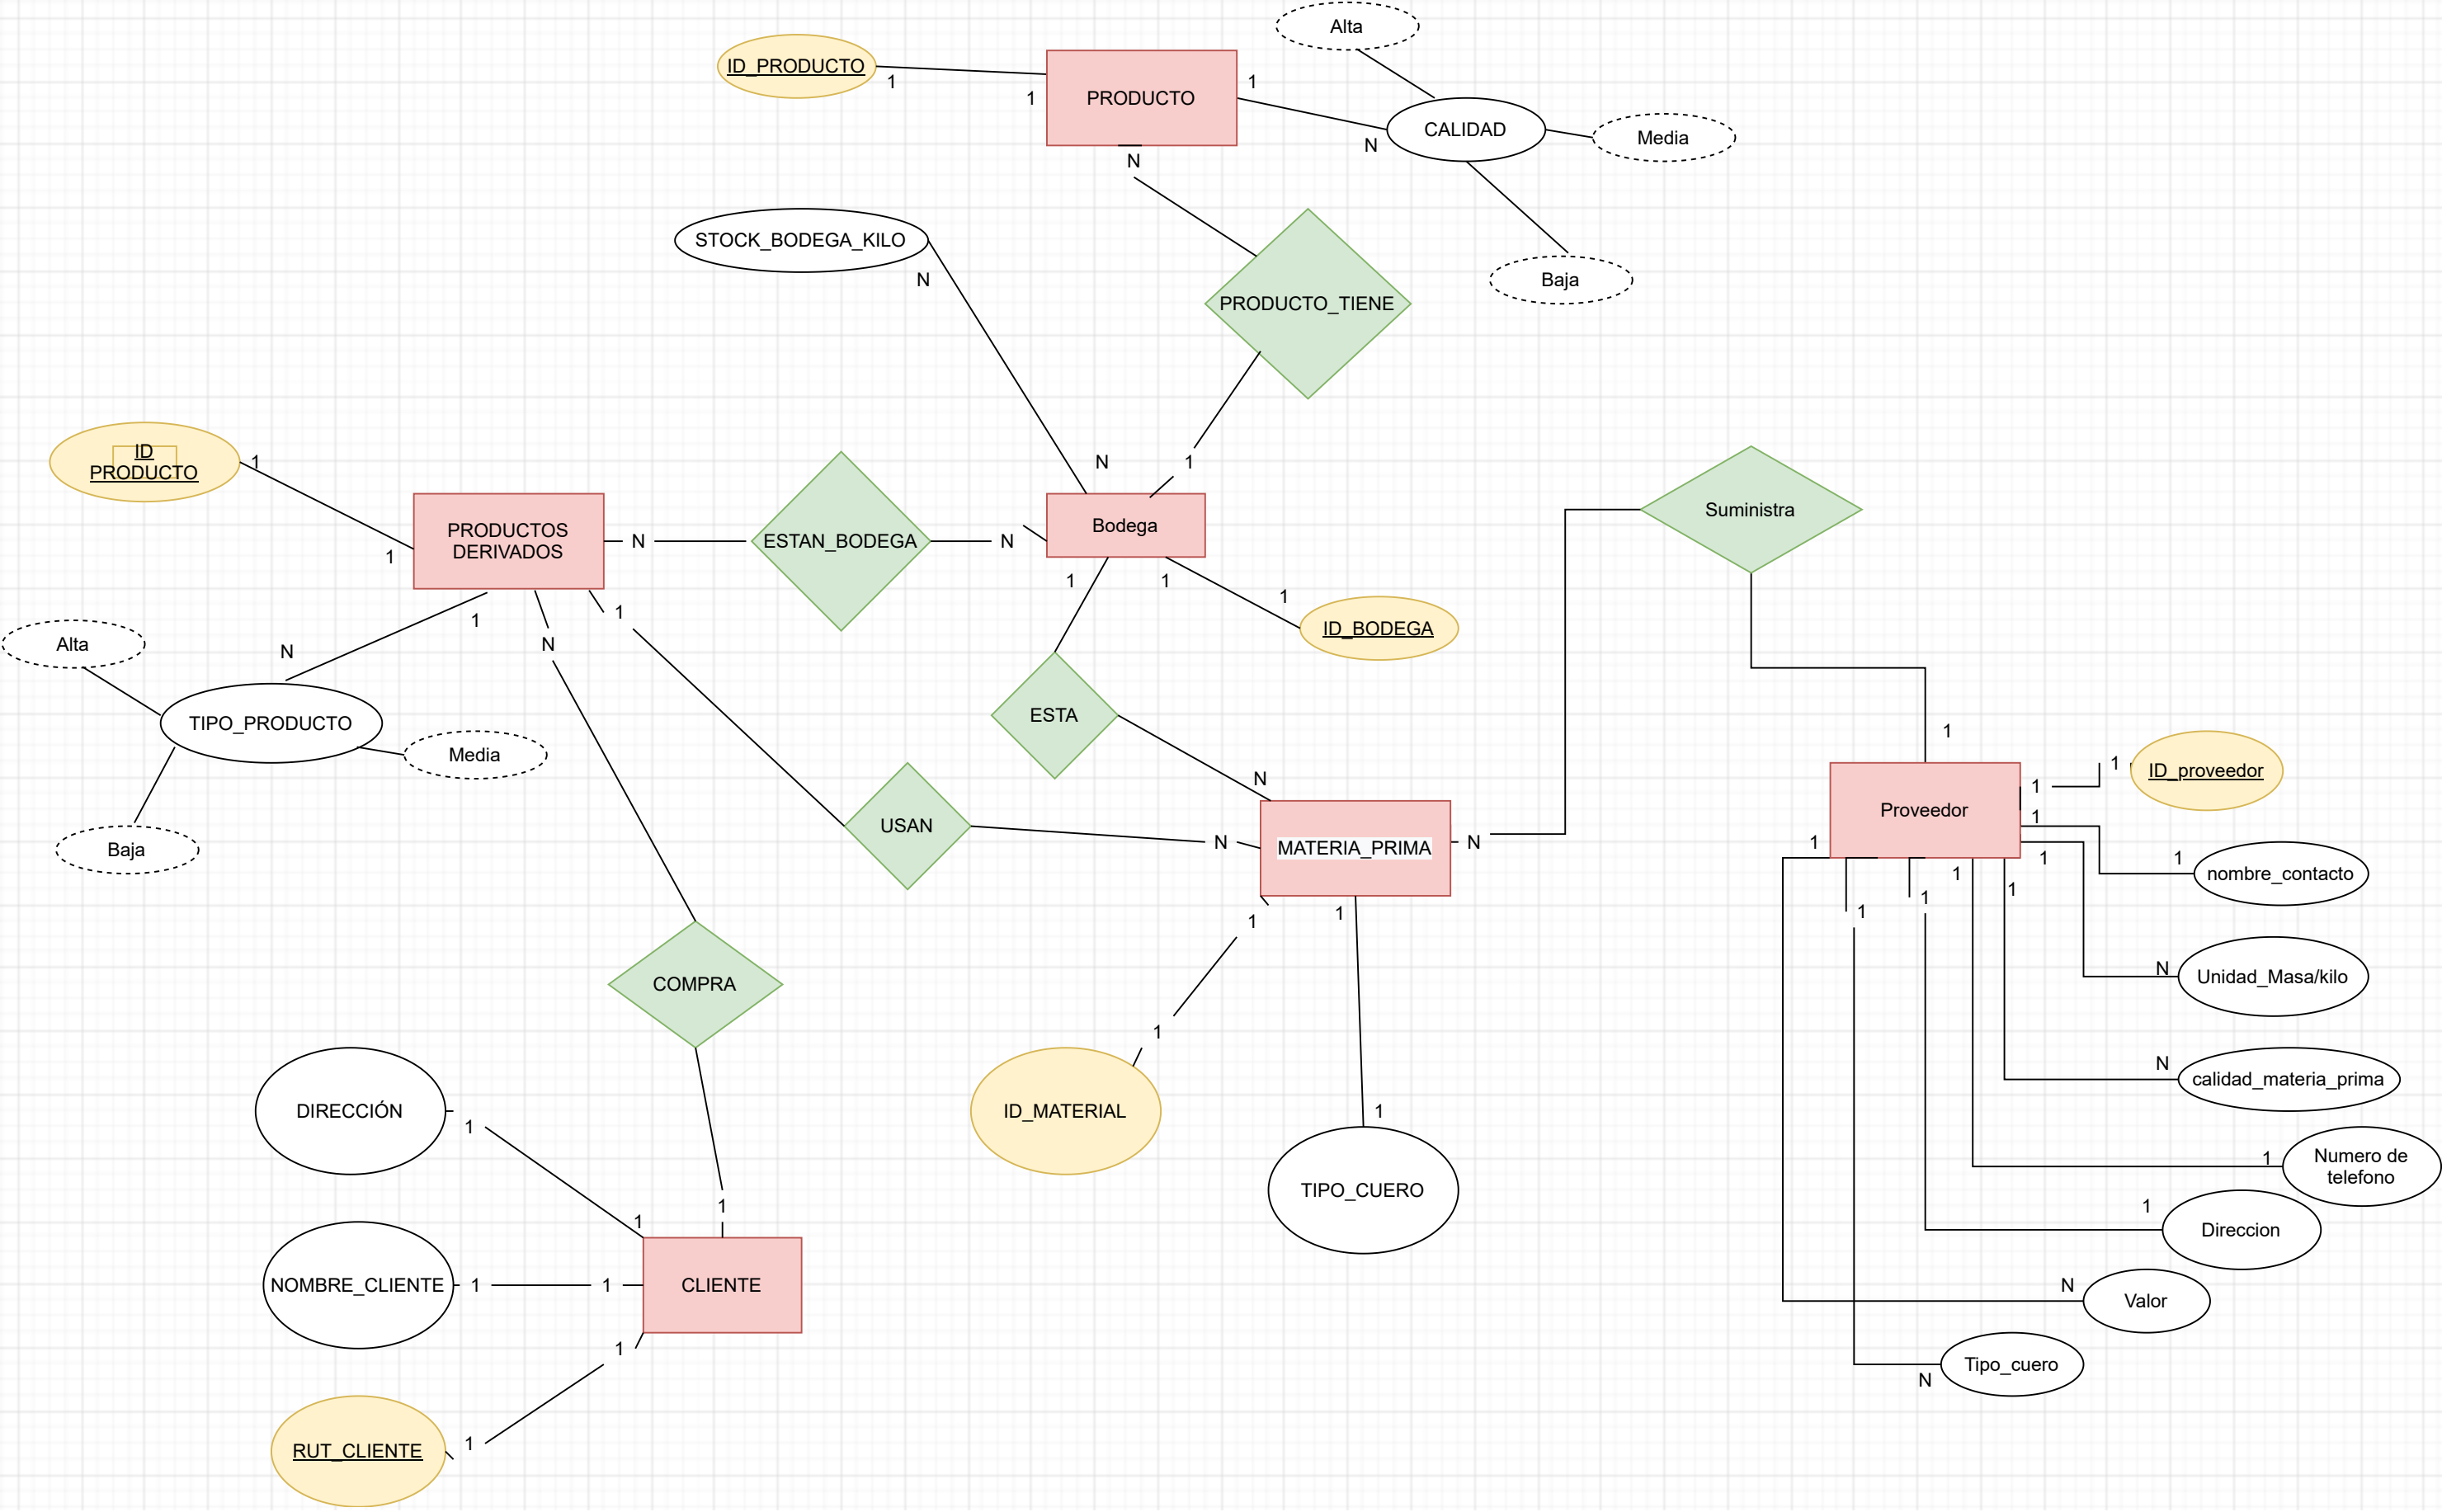 Alta
ID_PRODUCTO
1
1
PRODUCTO
1
N
CALIDAD
Media
N
STOCK_BODEGA_KILO
N
Baja
PRODUCTO_TIENE
ID
PRODUCTO
1
1
PRODUCTOS
DERIVADOS
N
ESTAN_BODEGA
N
N
1
Bodega
1
1
1
ID_BODEGA
Suministra
1
N
1
N
Alta
TIPO_PRODUCTO
Media
Baja
ESTA
N
USAN
N
MATERIA_PRIMA
N
1
Proveedor
1
1
ID_proveedor
1
1
nombre_contacto
1
N
Unidad_Masa/kilo
1
N
calidad_materia_prima
1
1
Numero de
telefono
1
1
Direccion
1
N
Valor
1
N
Tipo_cuero
COMPRA
1
1
ID_MATERIAL
1
1
TIPO_CUERO
DIRECCIÓN
1
1
1
NOMBRE_CLIENTE
1
1
CLIENTE
1
1
RUT_CLIENTE